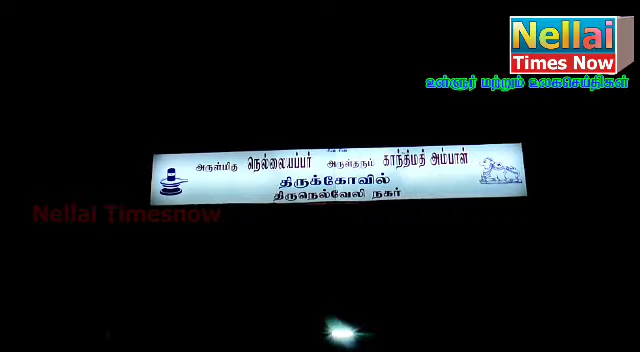 Nellai
Times Now
உள்ளூர் மற்றும் உலகசெய்திகள்
அருள்மிகு நெல்லையப்பர் அருள்தரும் காந்திமதி அம்பாள்
திருக்கோவில்
திருநெல்வேலி நகர்
Nellai Timesnow